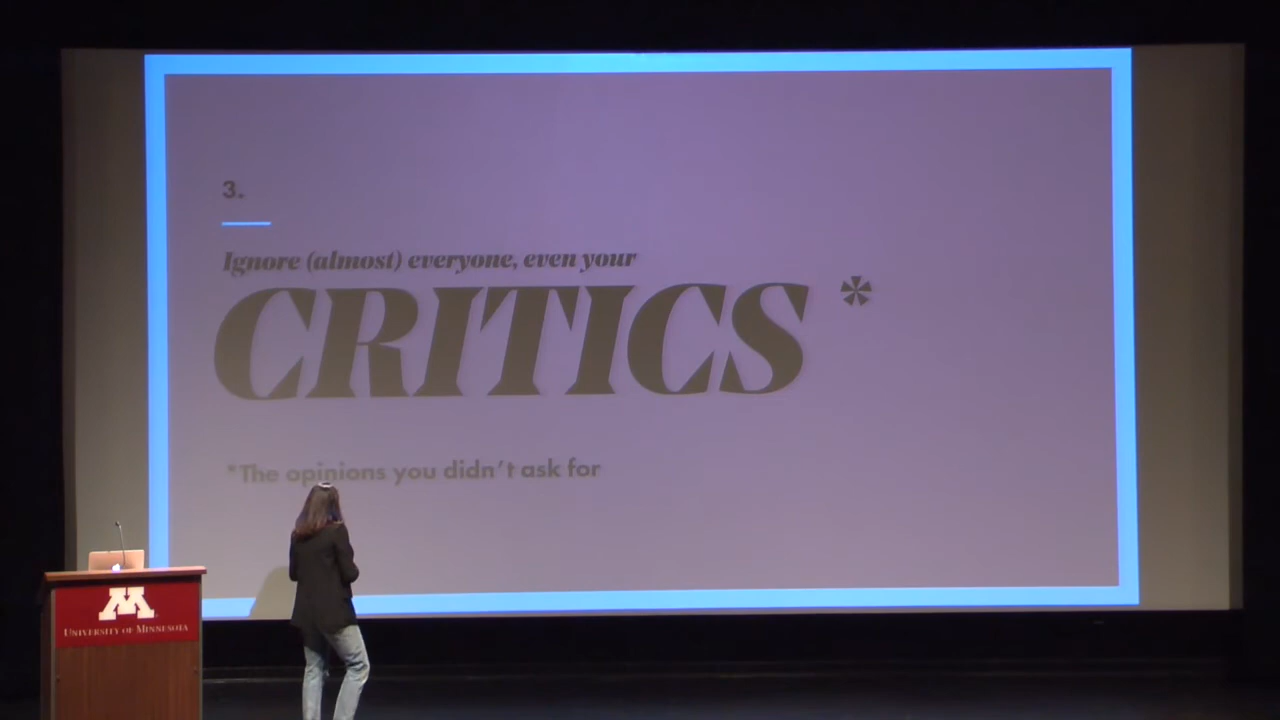 3.
Ignore (almost) everyone, even your
CRITICS *
*The opinions you didn't ask for
M
UNIVERSITY OF MINNESOTA